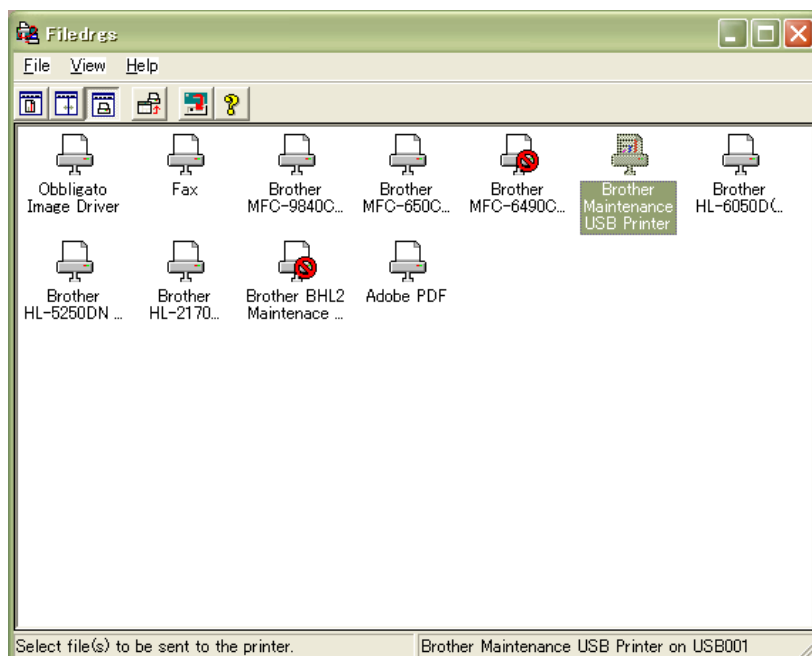 Filedrgs
File View Help
Obbligato
Image Driver
Fax
Brother
MFC-9840C...
Brother
MFC-650C...
Brother
MFC-6490C...
Brother
Maintenance
USB Printer
Brother
HL-6050D(...
Brother
HL-5250DN ...
Brother
HL-2170...
Brother BHL2
Maintenace ...
Adobe PDF
Select file(s) to be sent to the printer.
Brother Maintenance USB Printer on USB001